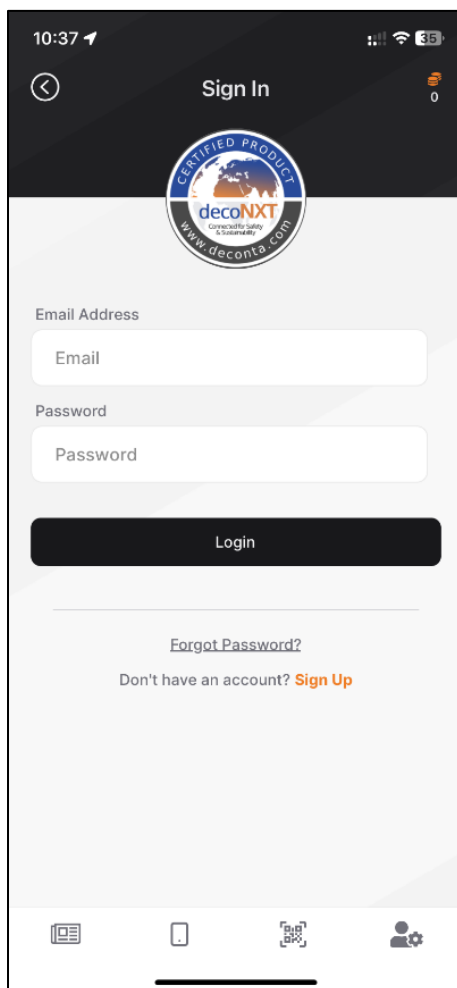 10:37
35
Sign In
0
CERTIFIED PRODUCT
decoNXT
Connected for Safety
& Sustainability
www.deconta.com
Email Address
Email
Password
Password
Login
Forgot Password?
Don't have an account? Sign Up